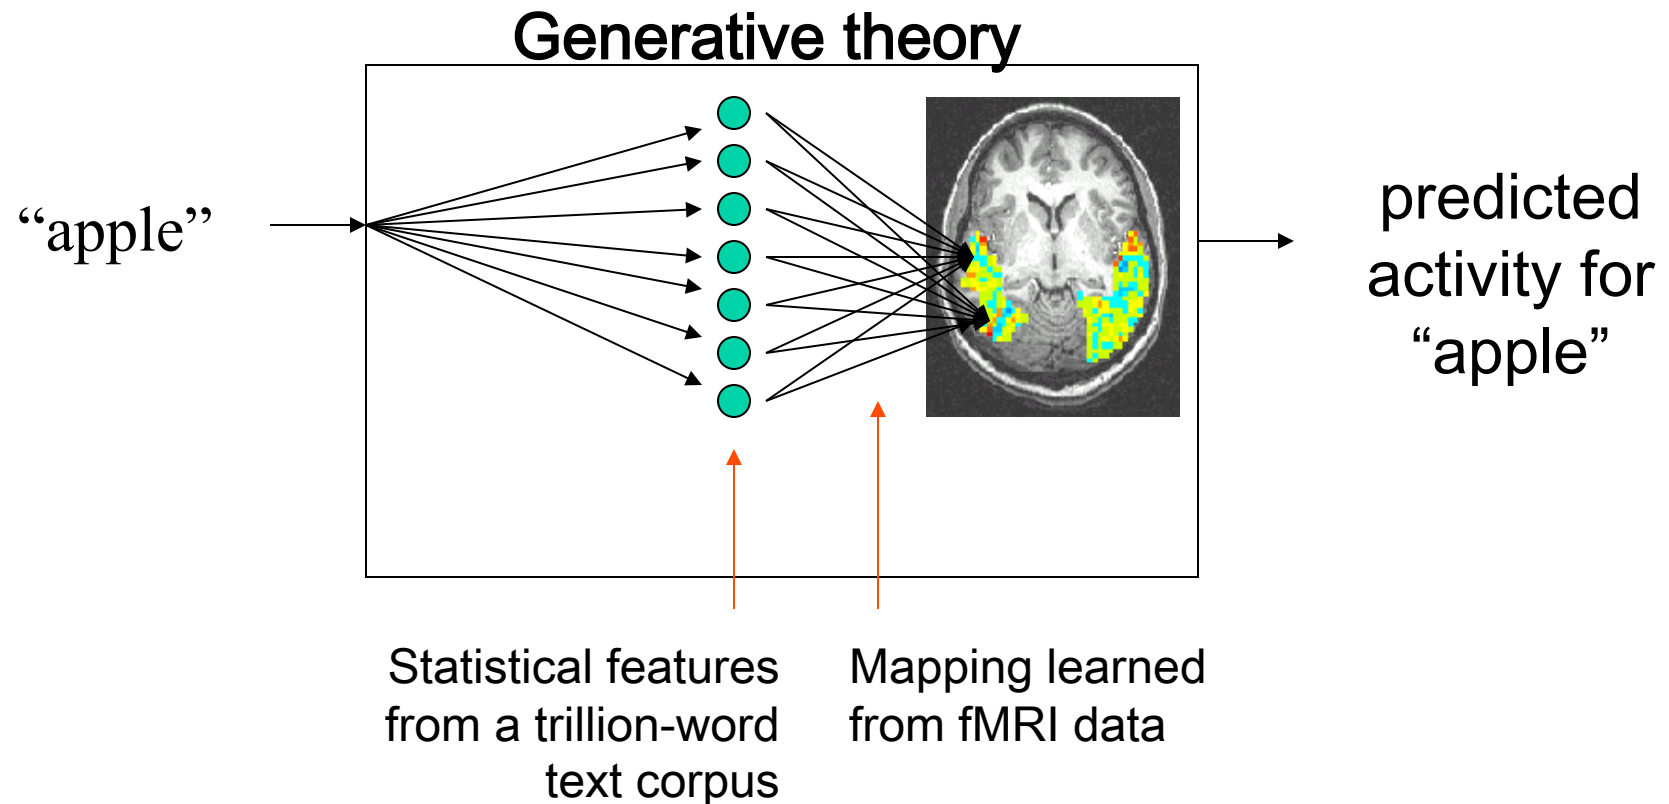 Generative theory
“apple”
predicted
activity for
“apple”
Statistical features
from a trillion-word
text corpus
Mapping learned
from fMRI data